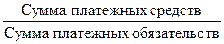 Сумма платежных средств
Сумма платежных обязательств